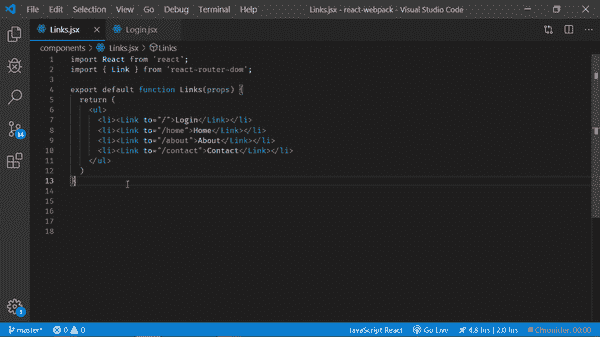 File Edit Selection View Go Debug Terminal Help Links.jsx - react-webpack - Visual Studio Code
Links.jsx Login.jsx
components > Links.jsx > Links
1 import React from 'react';
2 import { Link } from 'react-router-dom';
3
4 export default function Links(props) {
5 return (
6 <ul>
7 <li><Link to="/">Login</Link></li>
8 <li><Link to="/home">Home</Link></li>
9 <li><Link to="/about">About</Link></li>
10 <li><Link to="/contact">Contact</Link></li>
11 </ul>
12 )
13 }
14
15
16
17
18
master* 0 0 JavaScript React Go Live 4.8 hrs | 2.0 hrs Chroniker: 00:00